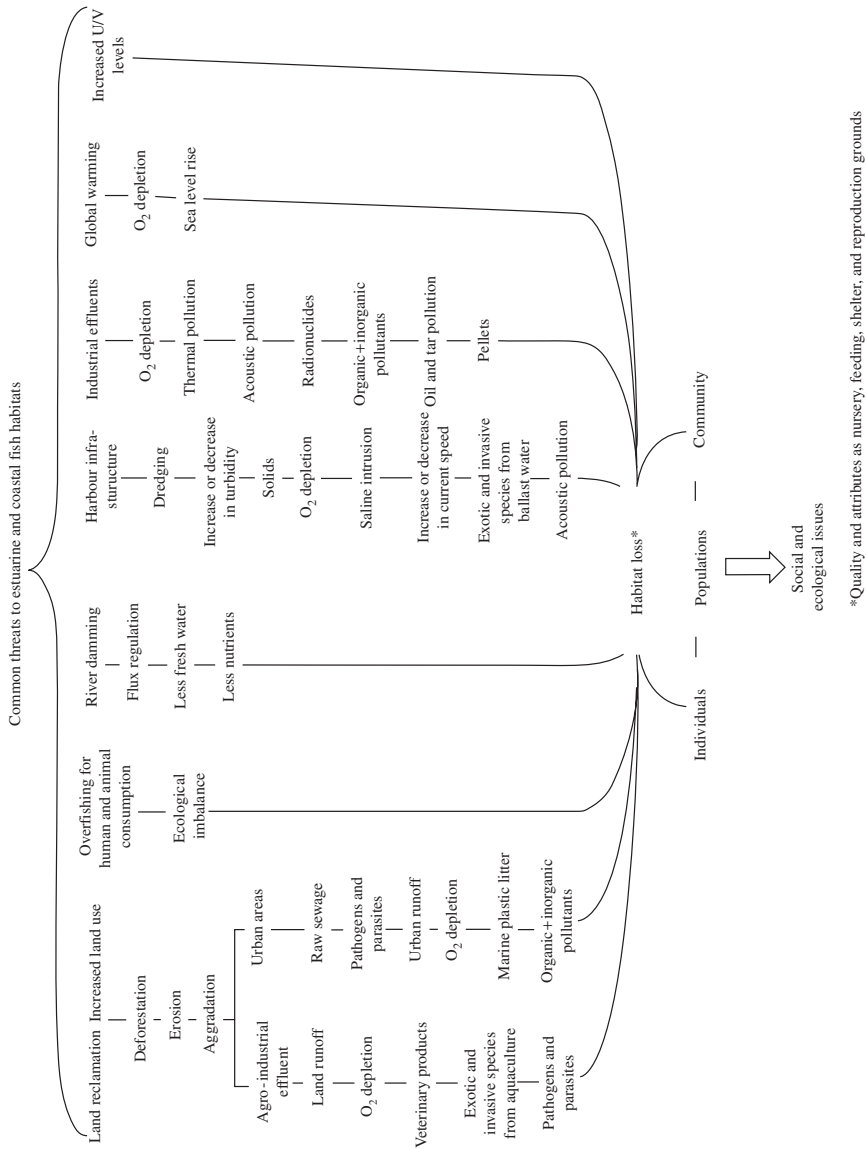 Common threats to estuarine and coastal fish habitats
Land reclamation Increased land use
Deforestation
Erosion
Aggradation
Agro-industrial
effluent
Land runoff
O2 depletion
Veterinary products
Exotic and
invasive species
from aquaculture
Pathogens and
parasites
Urban areas
Raw sewage
Pathogens and
parasites
Urban runoff
O2 depletion
Marine plastic litter
Organic+inorganic
pollutants
Overfishing for
human and animal
consumption
Ecological
imbalance
River damming
Flux regulation
Less fresh water
Less nutrients
Harbour infra-
sturucture
Dredging
Increase or decrease
in turbidity
Solids
O2 depletion
Saline intrusion
Increase or decrease
in current speed
Exotic and invasive
species from
ballast water
Acoustic pollution
Industrial effluents
O2 depletion
Thermal pollution
Acoustic pollution
Radionuclides
Organic+inorganic
pollutants
Oil and tar pollution
Pellets
Global warming
O2 depletion
Sea level rise
Increased U/V
levels
Habitat loss*
Individuals — Populations — Community
Social and
ecological issues
*Quality and attributes as nursery, feeding, shelter, and reproduction grounds